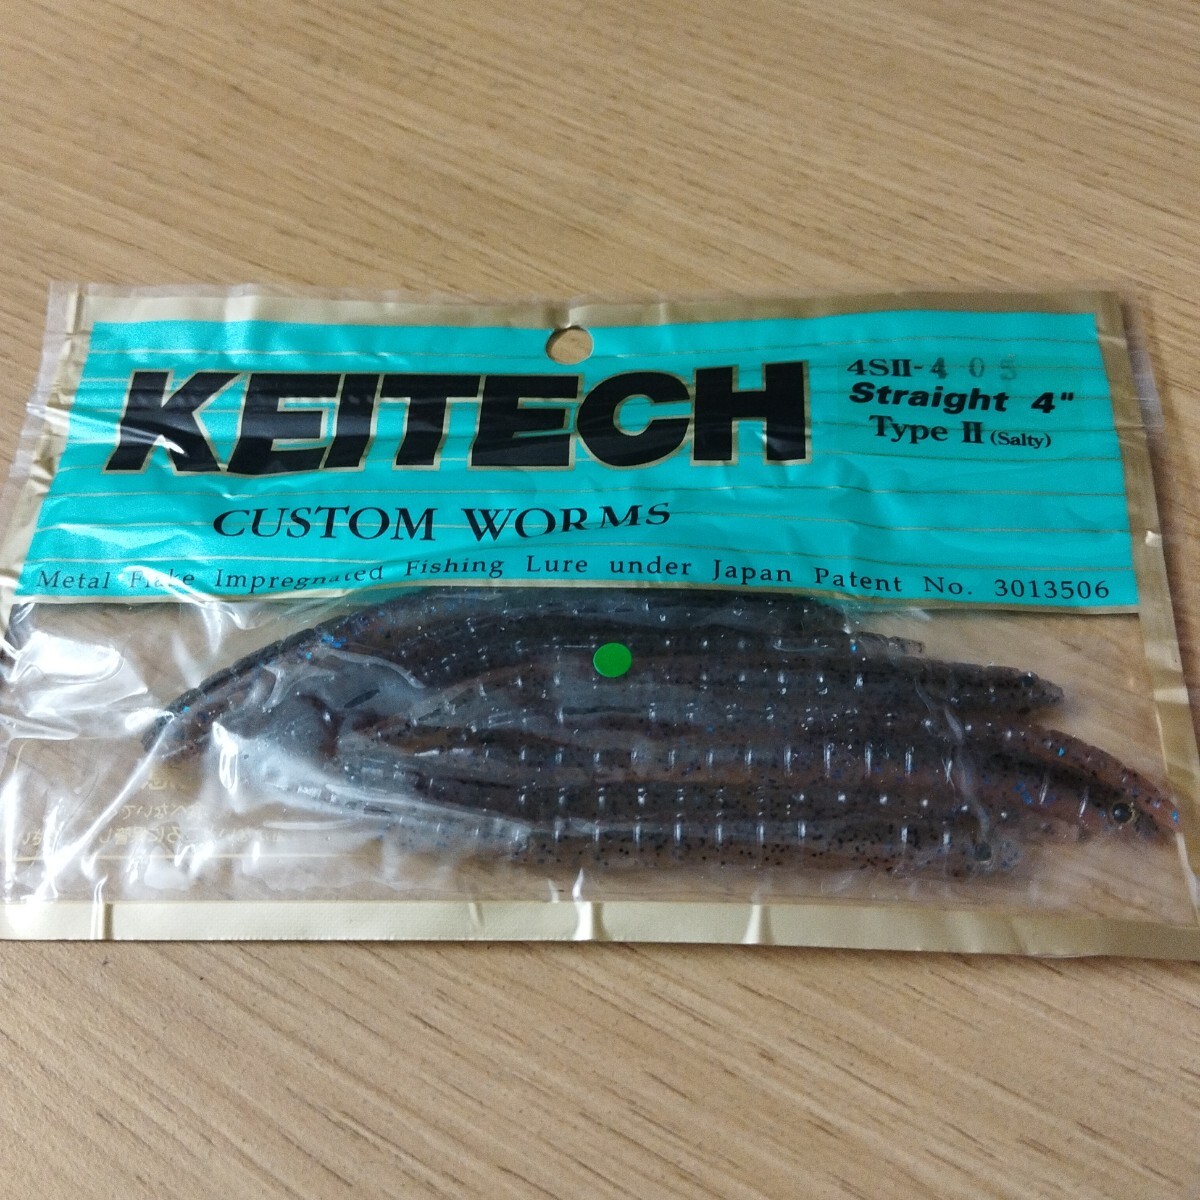 KEITECH
4SII-405
Straight 4"
Type II (Salty)
CUSTOM WORMS
Metal Flake Impregnated Fishing Lure under Japan Patent No. 3013506